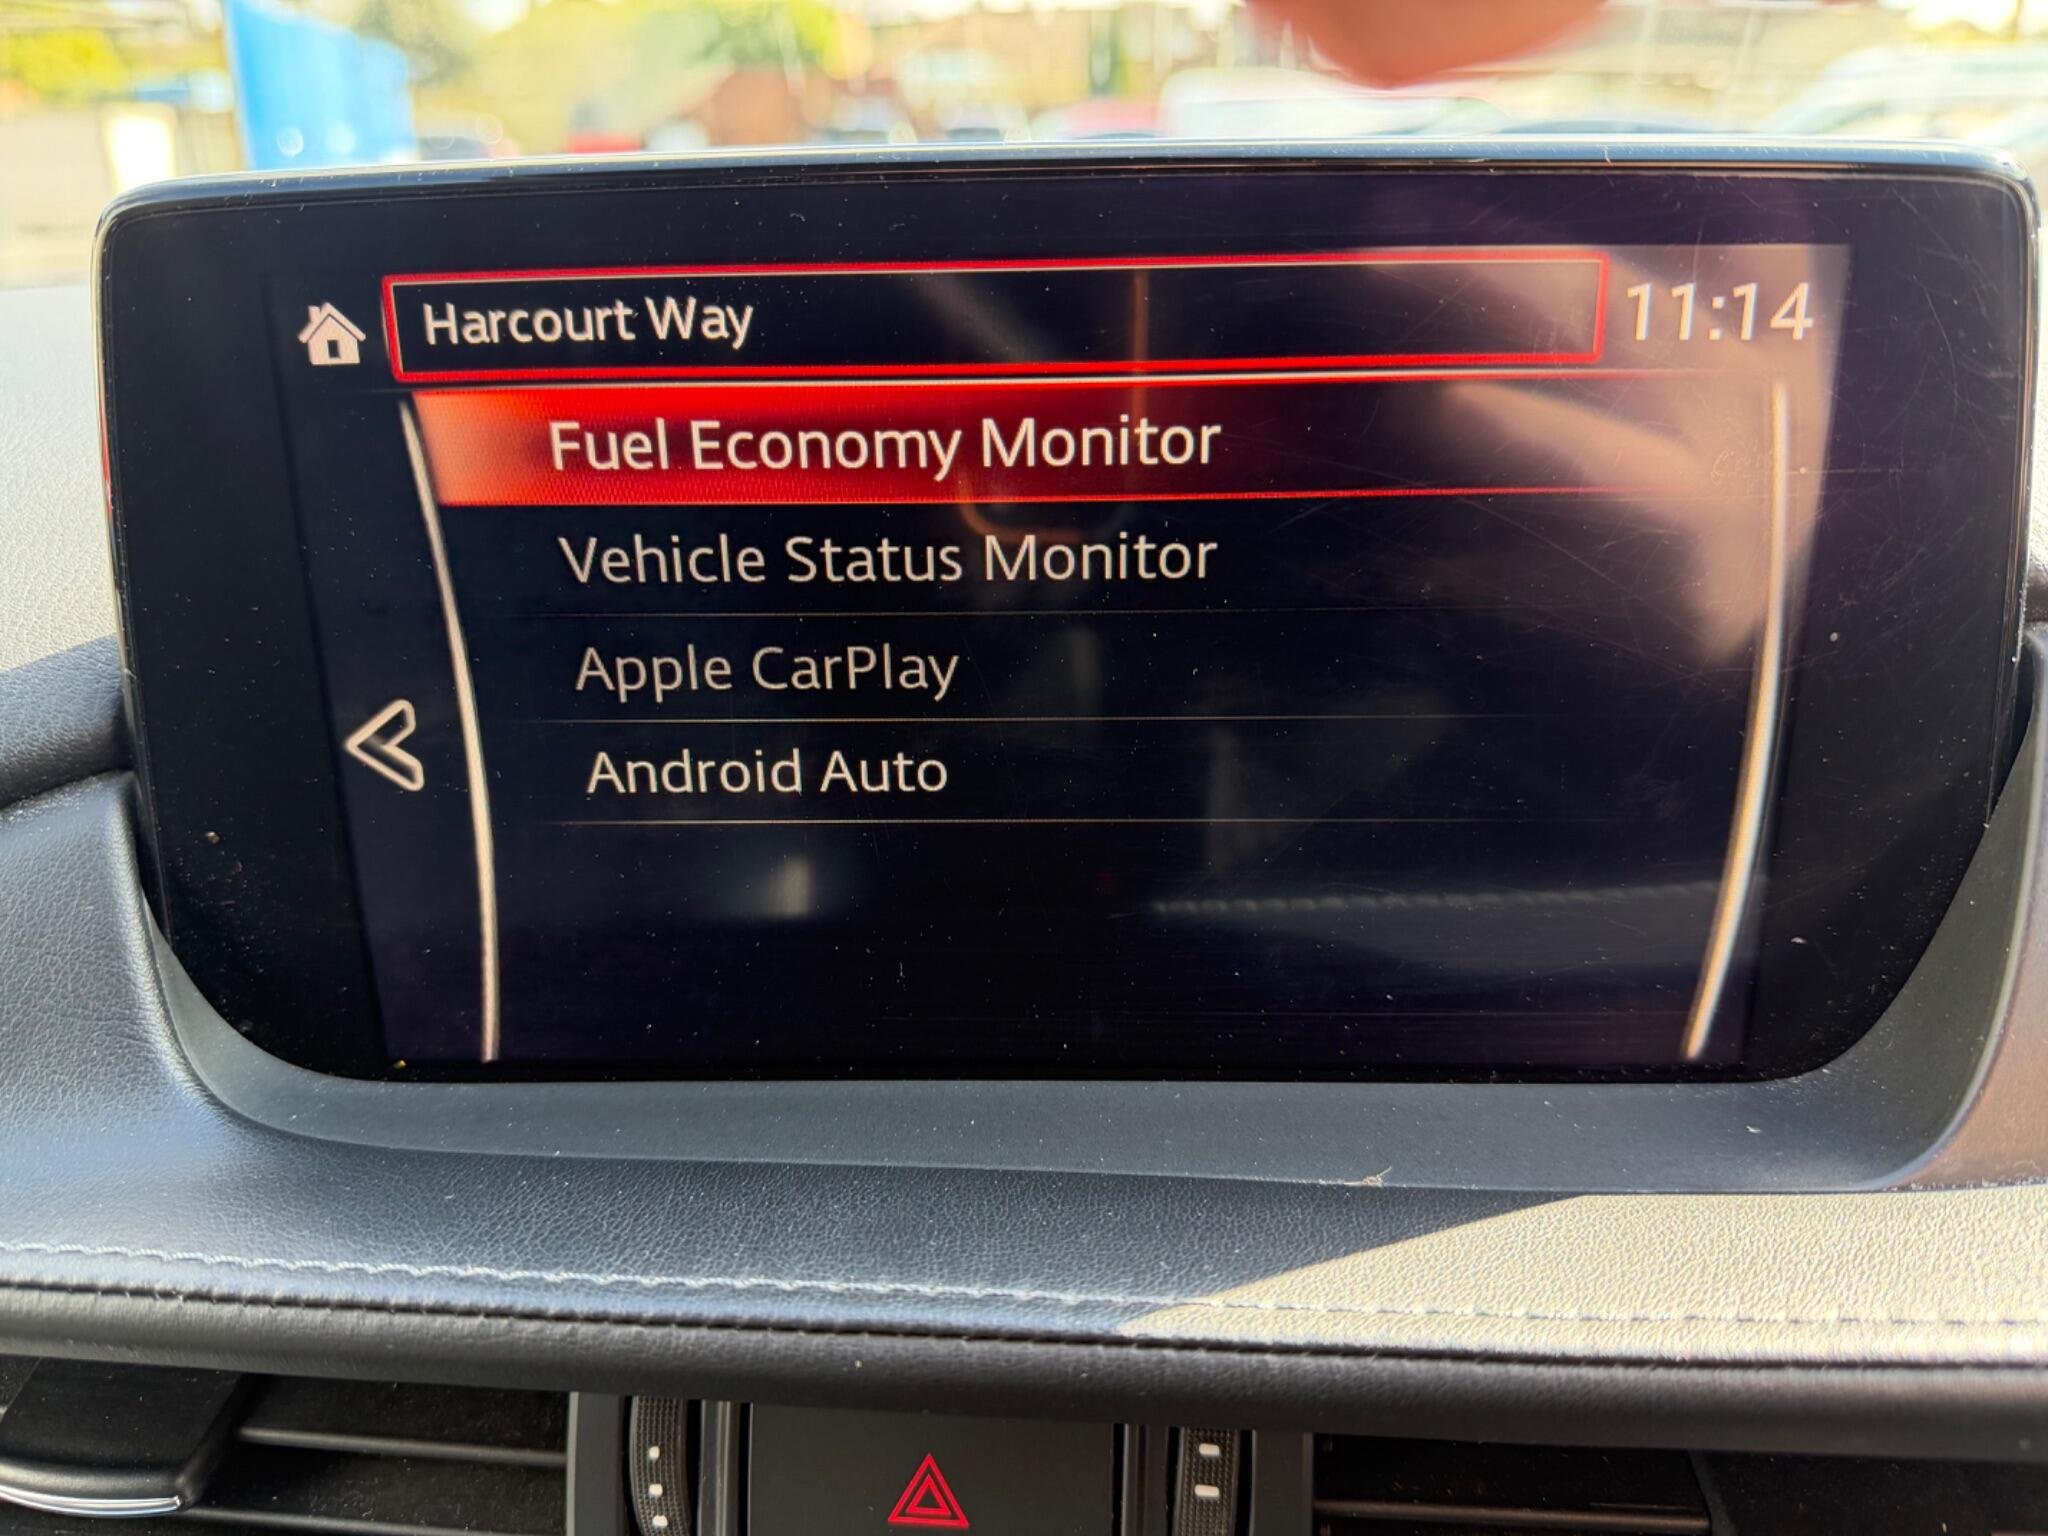 Harcourt Way
11:14
Fuel Economy Monitor
Vehicle Status Monitor
Apple CarPlay
Android Auto